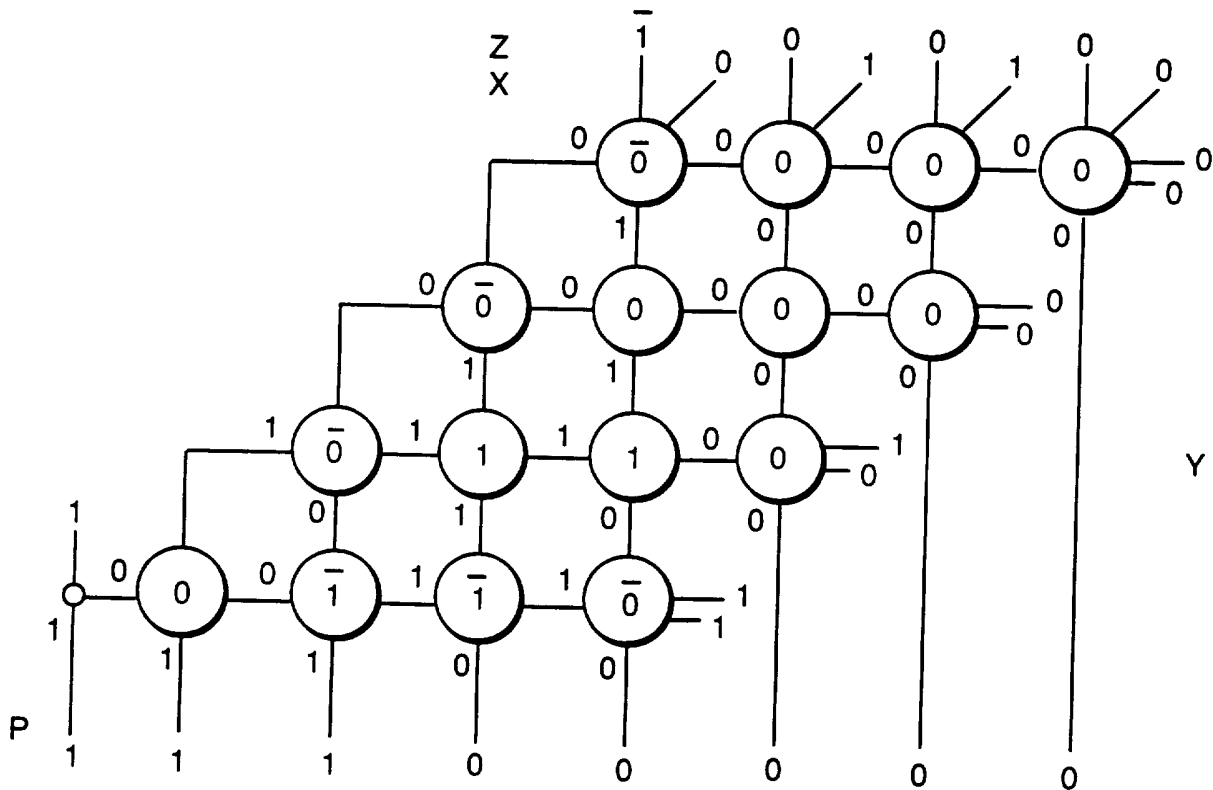 1̅ 0 0 0
Z 0 1 1 0
X
0 0̅ 0 0 0 0 0 0 0
0
1 0 0 0
0 0̅ 0 0 0 0 0 0 0
0
1 1 0 0
1 0̅ 1 1 1 1 0 0 1
0
Y
1 0 1 0 0
0 0 0 1̅ 1 1̅ 1 0̅ 1
1
1 1 1 0 0
P
1 1 1 0 0 0 0 0